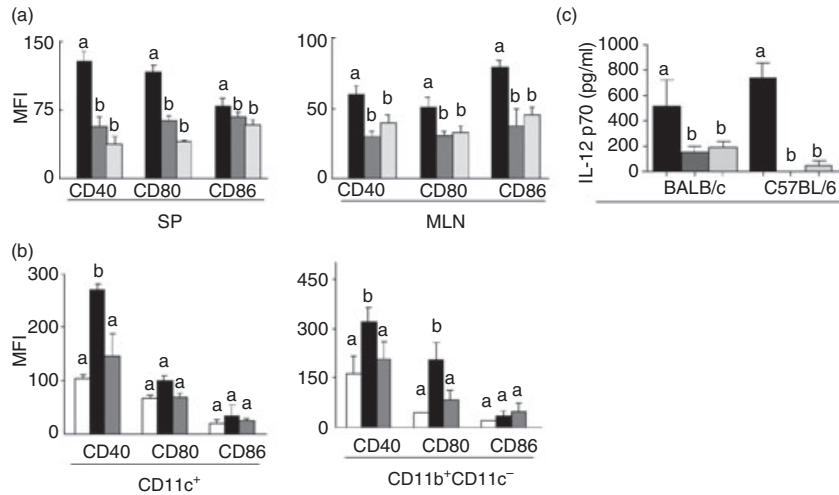 (a)
150
75
0
MFI
a
b
b
a
b
b
a
b
b
CD40 CD80 CD86
SP
100
50
0
a
b
b
a
b
b
a
b
b
CD40 CD80 CD86
MLN
(c)
IL-12 p70 (pg/ml)
1000
800
600
400
200
0
a
b
b
a
b
b
BALB/c C57BL/6
(b)
300
200
100
0
MFI
a
b
a
a
a
a
a
a
a
CD40 CD80 CD86
CD11c⁺
450
300
150
0
a
b
a
a
b
a
a
a
a
CD40 CD80 CD86
CD11b⁺CD11c⁻